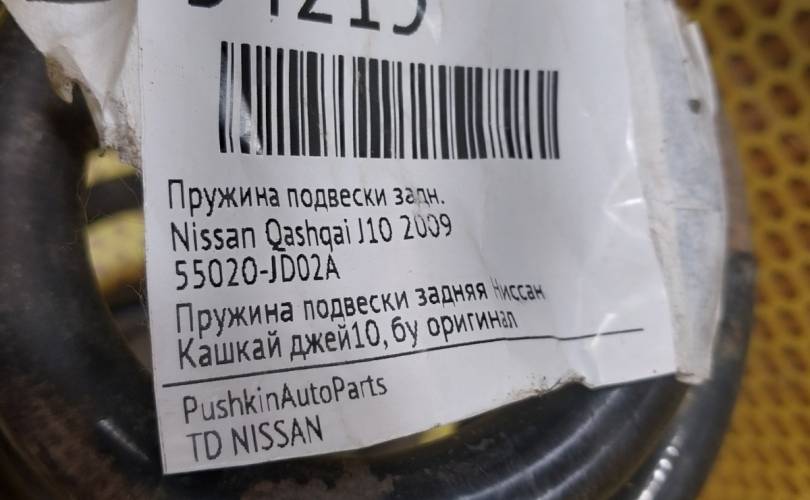 Пружина подвески задн.
Nissan Qashqai J10 2009
55020-JD02A
Пружина подвески задняя Ниссан
Кашкай джей10, бу оригинал
PushkinAutoParts
TD NISSAN